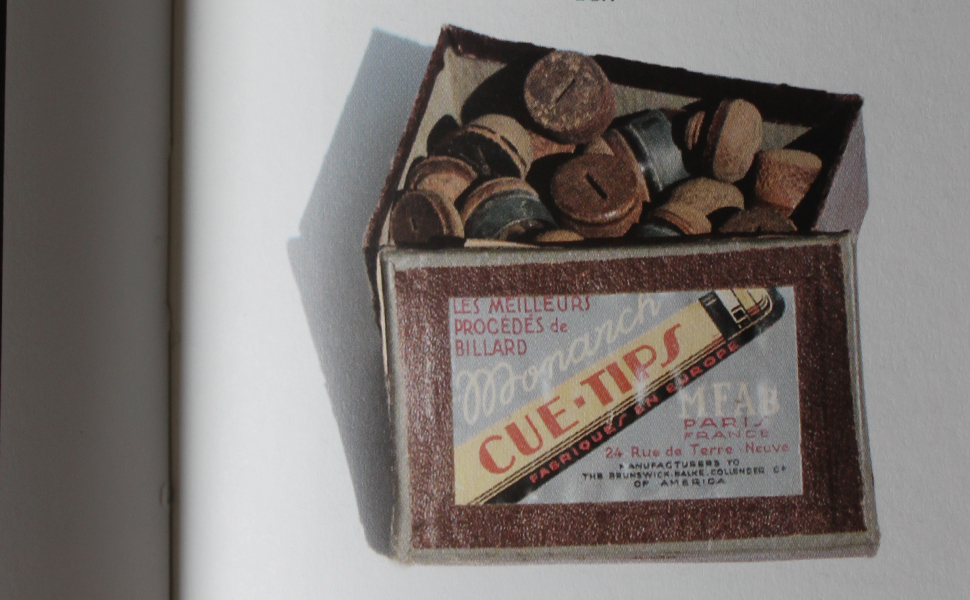 LES MEILLEURS
PROCÉDÉS de
BILLARD
Monarch
CUE-TIPS
FABRIQUÉS EN EUROPE
MFAB
PARIS
FRANCE
24 Rue de Terre-Neuve
MANUFACTURERS TO
THE BRUNSWICK.BALKE.COLLENDER Cº
OF AMERICA